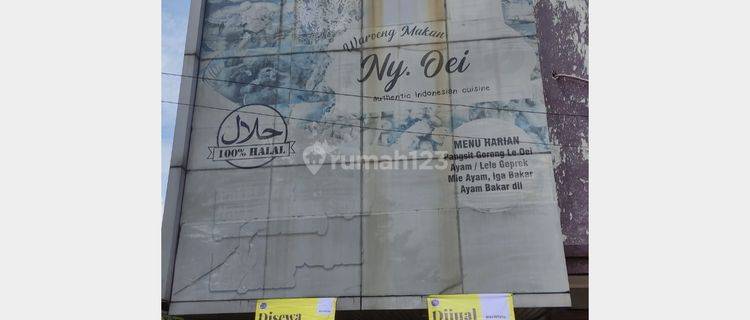 Waroeng Makan
Ny. Oei
authentic indonesian cuisine
حلال
100% HALAL
rumah123
MENU HARIAN
Pangsit Goreng Le Oei
Ayam / Lele Geprek
Mie Ayam, Iga Bakar
Ayam Bakar dll
Disewa
Dijual